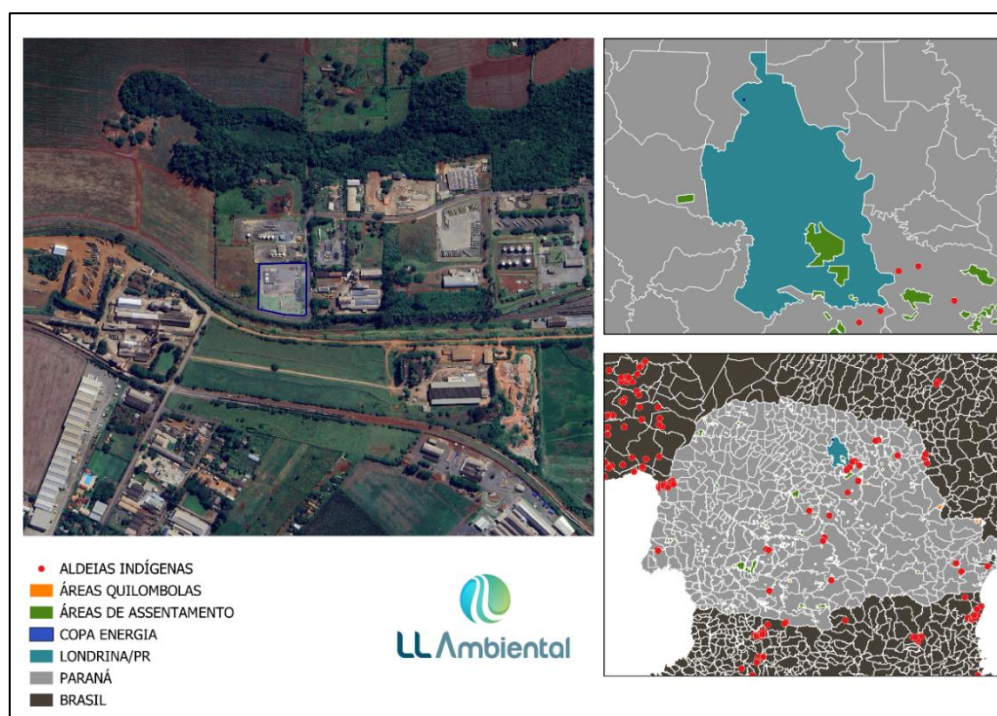 ALDEIAS INDÍGENAS
ÁREAS QUILOMBOLAS
ÁREAS DE ASSENTAMENTO
COPA ENERGIA
LONDRINA/PR
PARANÁ
BRASIL
LL Ambiental